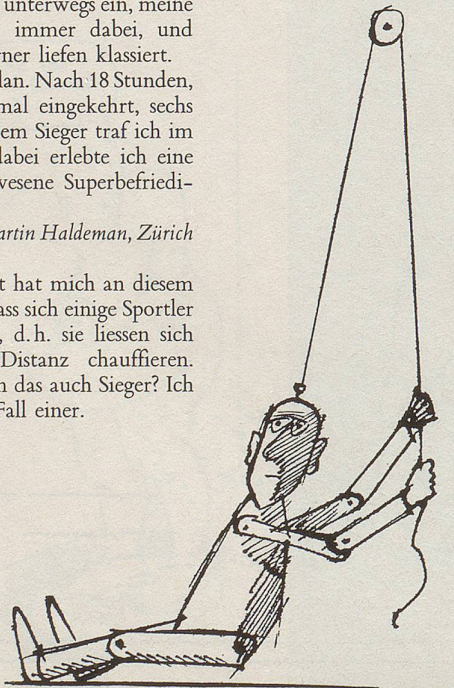 unterwegs ein, meine
immer dabei, und
rner liefen klassiert.
lan. Nach 18 Stunden,
mal eingekehrt, sechs
em Sieger traf ich im
dabei erlebte ich eine
wesene Superbefriedi-
artin Haldeman, Zürich
t hat mich an diesem
ass sich einige Sportler
, d. h. sie liessen sich
Distanz chauffieren.
n das auch Sieger? Ich
Fall einer.